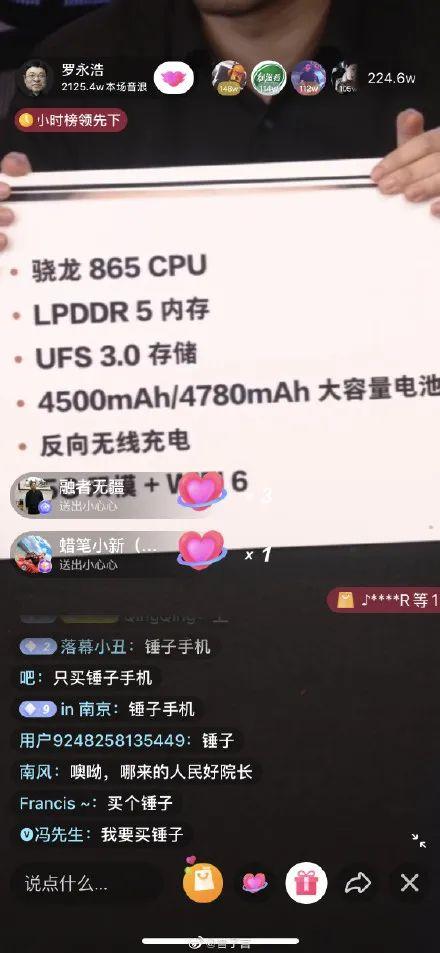 罗永浩
2125.4w本场音浪
148w
114w
112w
105w
224.6w
小时榜领先下
骁龙 865 CPU
LPDDR 5 内存
UFS 3.0 存储
4500mAh/4780mAh 大容量电池
反向无线充电
模 + W 6
融者无疆
送出小心心
× 3
蜡笔小新（...
送出小心心
× 1
♪****R 等1
落幕小丑：锤子手机
吧：只买锤子手机
9 in 南京：锤子手机
用户9248258135449：锤子
南风：噢呦，哪来的人民好院长
Francis ~：买个锤子
冯先生：我要买锤子
说点什么...